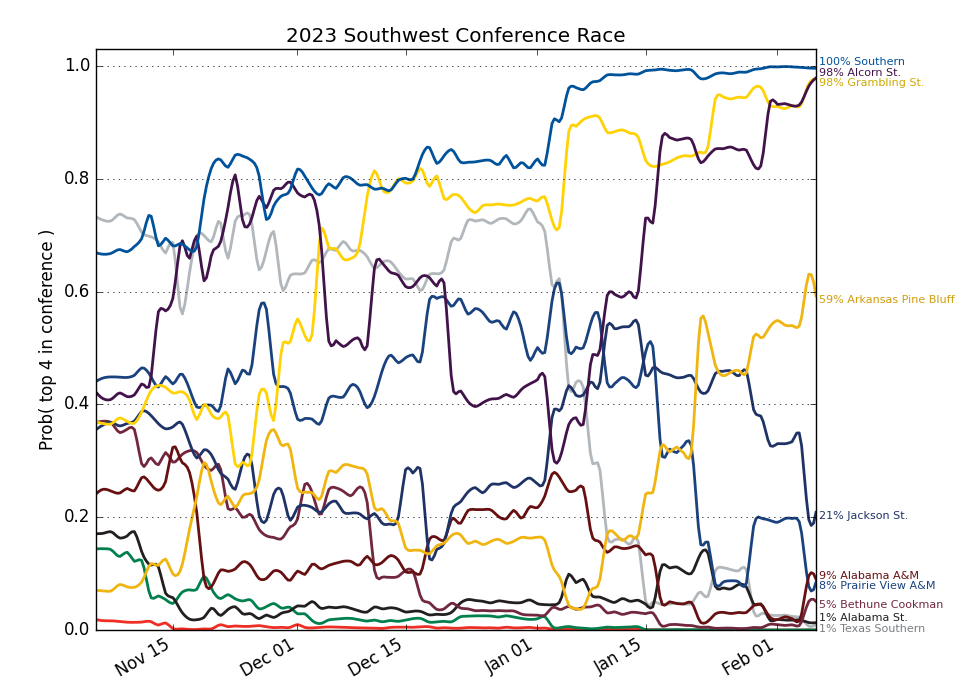 2023 Southwest Conference Race
Prob( top 4 in conference )
1.0
0.8
0.6
0.4
0.2
0.0
Nov 15
Dec 01
Dec 15
Jan 01
Jan 15
Feb 01
100% Southern
98% Alcorn St.
98% Grambling St.
59% Arkansas Pine Bluff
21% Jackson St.
9% Alabama A&M
8% Prairie View A&M
5% Bethune Cookman
1% Alabama St.
1% Texas Southern